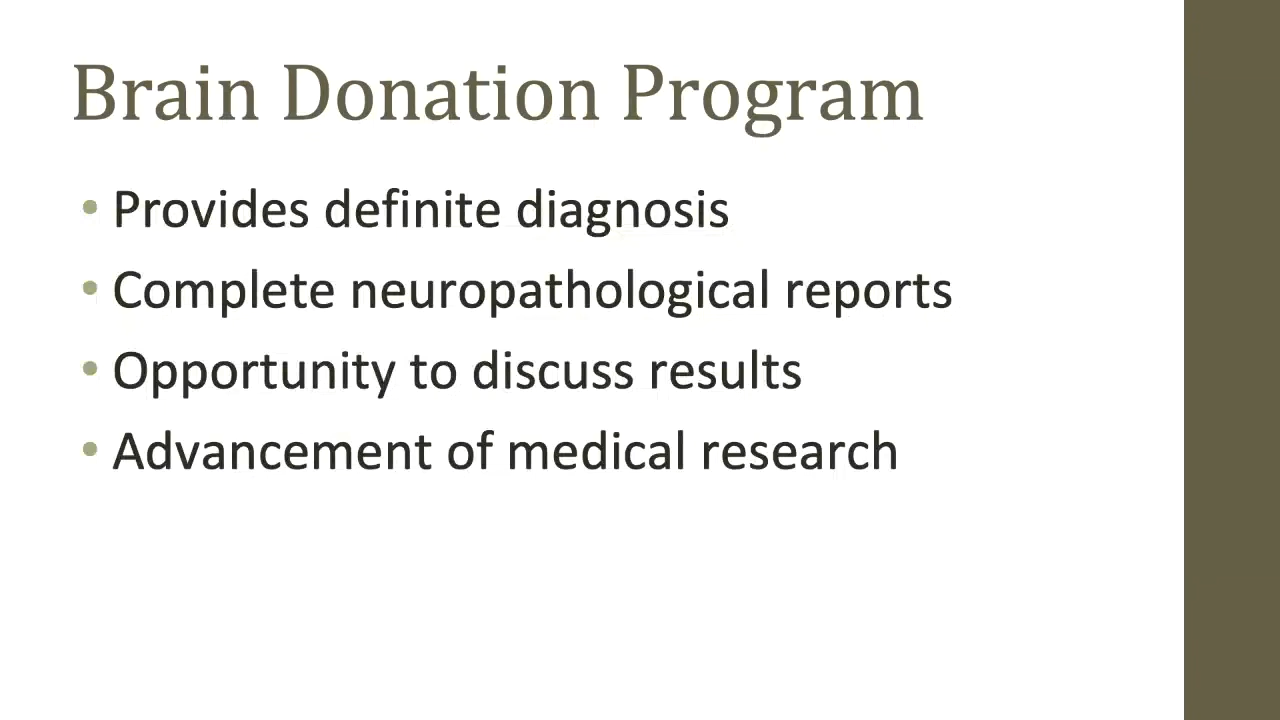 Brain Donation Program
• Provides definite diagnosis
• Complete neuropathological reports
• Opportunity to discuss results
• Advancement of medical research